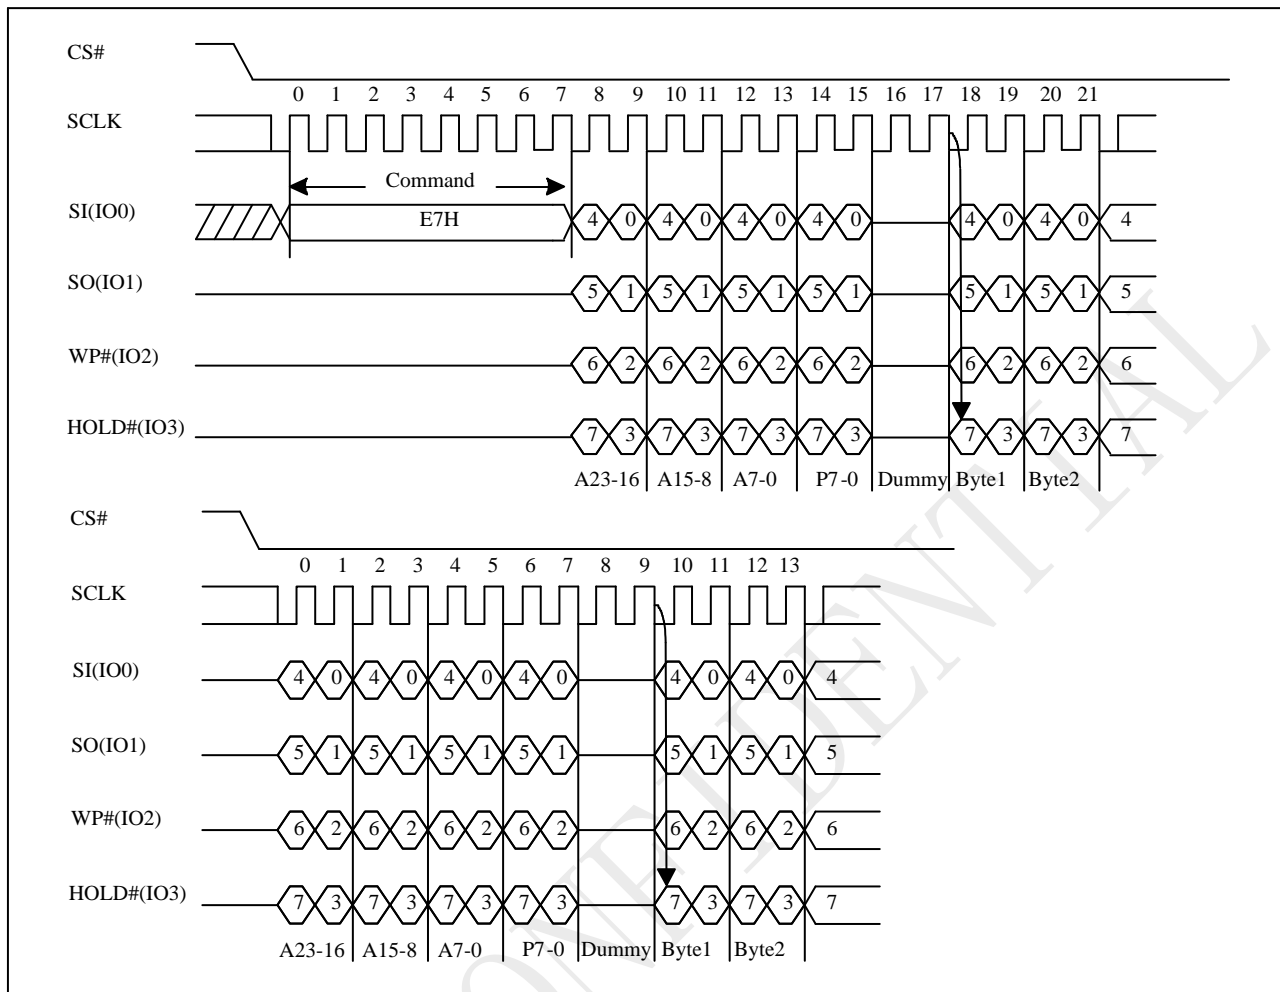 CS#
0 1 2 3 4 5 6 7 8 9 10 11 12 13 14 15 16 17 18 19 20 21
SCLK
Command
SI(IO0) E7H 4 0 4 0 4 0 4 0 4 0 4 0 4
SO(IO1) 5 1 5 1 5 1 5 1 5 1 5 1 5
WP#(IO2) 6 2 6 2 6 2 6 2 6 2 6 2 6
HOLD#(IO3) 7 3 7 3 7 3 7 3 7 3 7 3 7
A23-16 A15-8 A7-0 P7-0 Dummy Byte1 Byte2
CS#
0 1 2 3 4 5 6 7 8 9 10 11 12 13
SCLK
SI(IO0) 4 0 4 0 4 0 4 0 4 0 4 0 4
SO(IO1) 5 1 5 1 5 1 5 1 5 1 5 1 5
WP#(IO2) 6 2 6 2 6 2 6 2 6 2 6 2 6
HOLD#(IO3) 7 3 7 3 7 3 7 3 7 3 7 3 7
A23-16 A15-8 A7-0 P7-0 Dummy Byte1 Byte2
ONFIDENTIAL